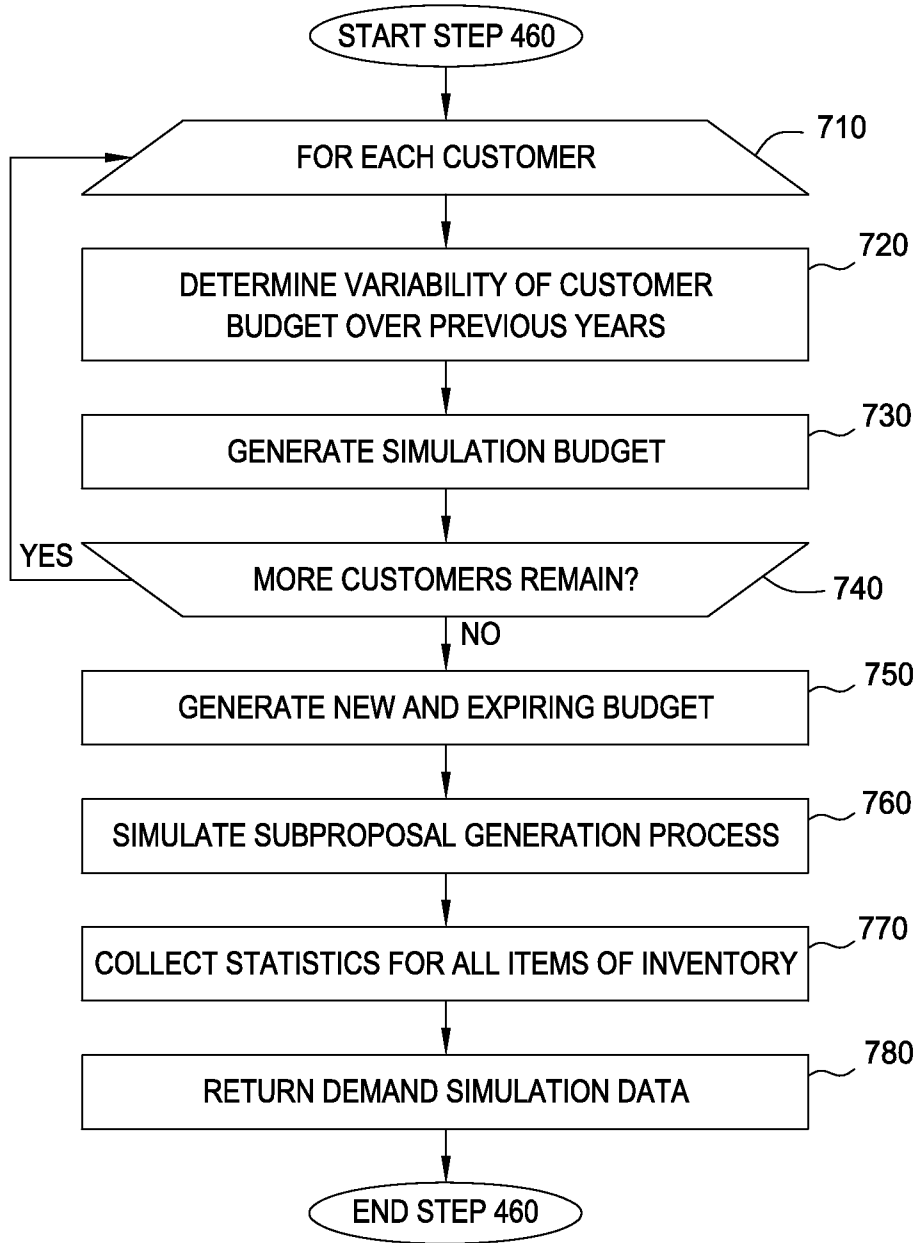 START STEP 460
FOR EACH CUSTOMER
710
DETERMINE VARIABILITY OF CUSTOMER
BUDGET OVER PREVIOUS YEARS
720
GENERATE SIMULATION BUDGET
730
YES
MORE CUSTOMERS REMAIN?
740
NO
GENERATE NEW AND EXPIRING BUDGET
750
SIMULATE SUBPROPOSAL GENERATION PROCESS
760
COLLECT STATISTICS FOR ALL ITEMS OF INVENTORY
770
RETURN DEMAND SIMULATION DATA
780
END STEP 460